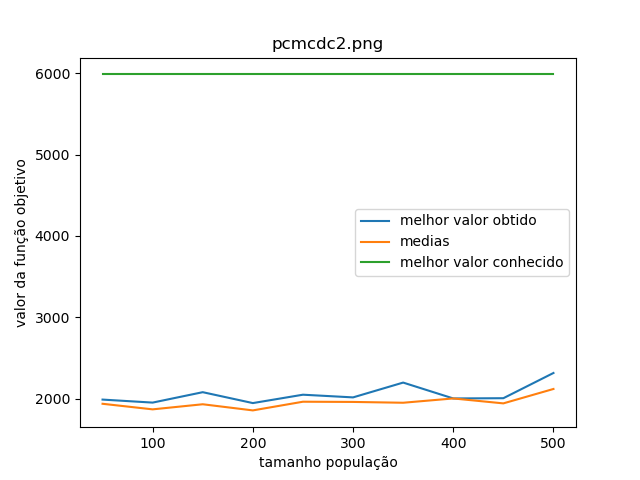 pcmcdc2.png
6000
5000
4000
3000
2000
valor da função objetivo
melhor valor obtido
medias
melhor valor conhecido
100
200
300
400
500
tamanho população